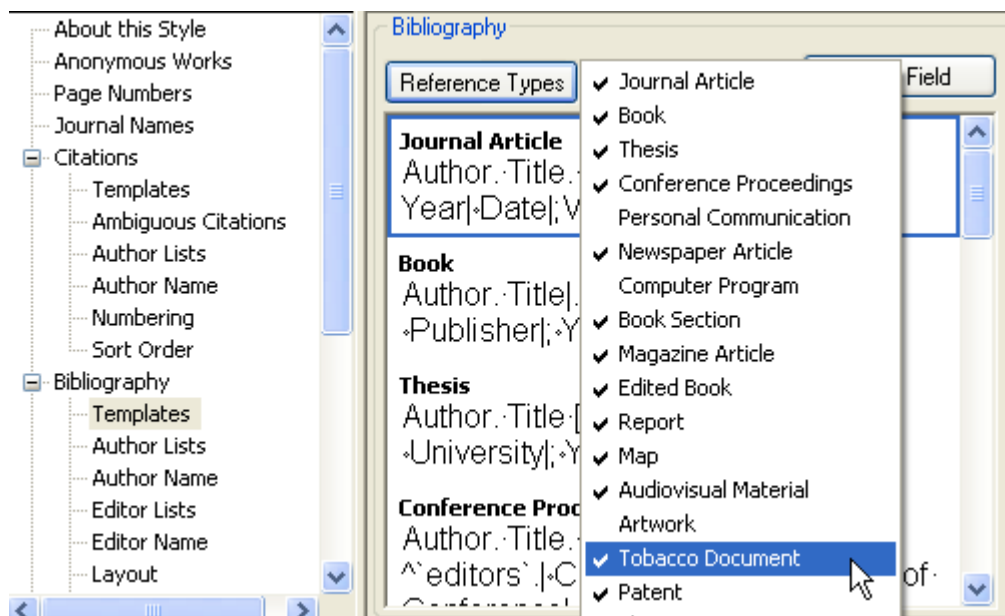 About this Style
Anonymous Works
Page Numbers
Journal Names
Citations
Templates
Ambiguous Citations
Author Lists
Author Name
Numbering
Sort Order
Bibliography
Templates
Author Lists
Author Name
Editor Lists
Editor Name
Layout
Bibliography
Reference Types
Field
Journal Article
Author.·Title.·
Year|◦Date|;V
Book
Author.·Title|.
◦Publisher|;◦Y
Thesis
Author.·Title·[
◦University|;◦Y
Conference Proc
Author.·Title.·
^`editors`.|◦C
of·
Journal Article
Book
Thesis
Conference Proceedings
Personal Communication
Newspaper Article
Computer Program
Book Section
Magazine Article
Edited Book
Report
Map
Audiovisual Material
Artwork
Tobacco Document
Patent